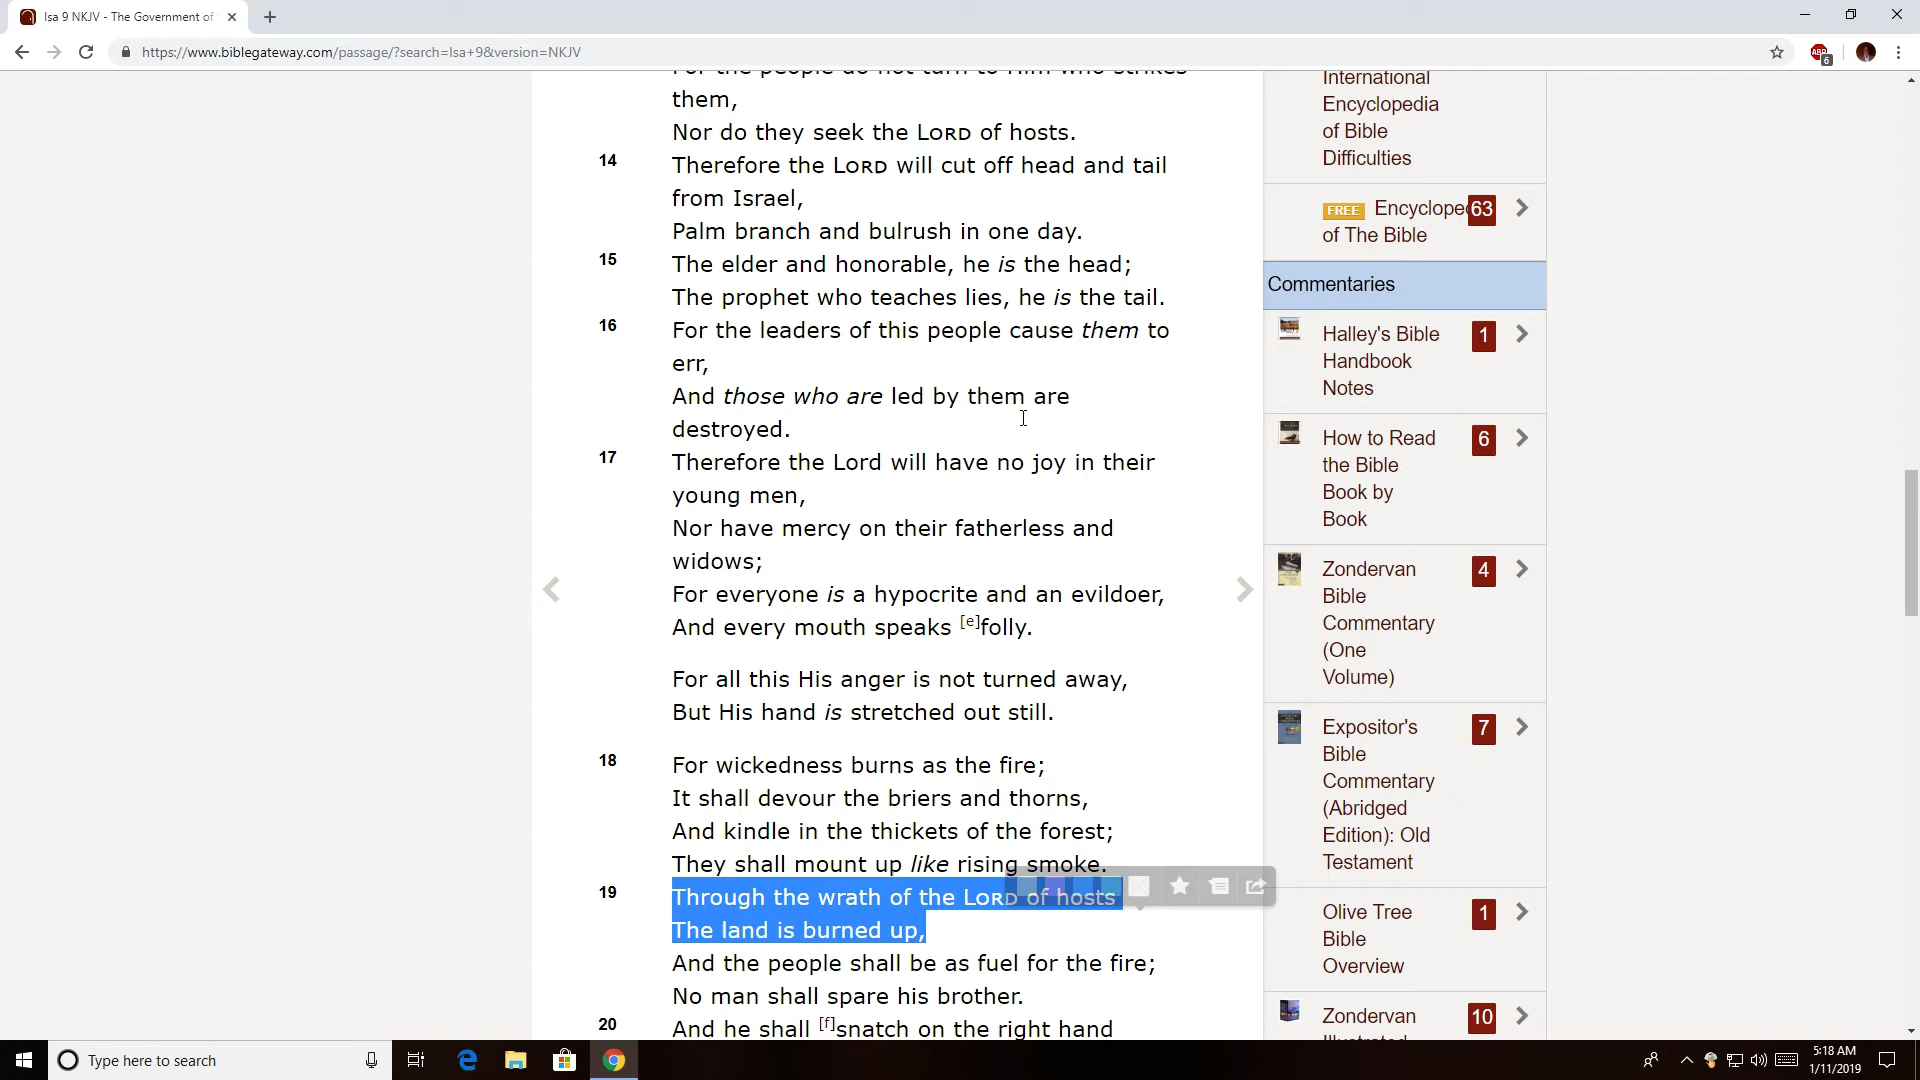 Isa 9 NKJV - The Government of
https://www.biblegateway.com/passage/?search=Isa+9&version=NKJV
ABP
6
For the people do not turn to Him who strikes
them,
Nor do they seek the LORD of hosts.
14 Therefore the LORD will cut off head and tail
from Israel,
Palm branch and bulrush in one day.
15 The elder and honorable, he is the head;
The prophet who teaches lies, he is the tail.
16 For the leaders of this people cause them to
err,
And those who are led by them are
destroyed.
17 Therefore the Lord will have no joy in their
young men,
Nor have mercy on their fatherless and
widows;
For everyone is a hypocrite and an evildoer,
And every mouth speaks [e]folly.
For all this His anger is not turned away,
But His hand is stretched out still.
18 For wickedness burns as the fire;
It shall devour the briers and thorns,
And kindle in the thickets of the forest;
They shall mount up like rising smoke.
19 Through the wrath of the LORD of hosts
The land is burned up,
And the people shall be as fuel for the fire;
No man shall spare his brother.
20 And he shall [f]snatch on the right hand
International
Encyclopedia
of Bible
Difficulties
FREE Encyclope 63
of The Bible
Commentaries
Halley's Bible 1
Handbook
Notes
How to Read 6
the Bible
Book by
Book
Zondervan 4
Bible
Commentary
(One
Volume)
Expositor's 7
Bible
Commentary
(Abridged
Edition): Old
Testament
Olive Tree 1
Bible
Overview
Zondervan 10
Illustrated
Type here to search
5:18 AM
1/11/2019